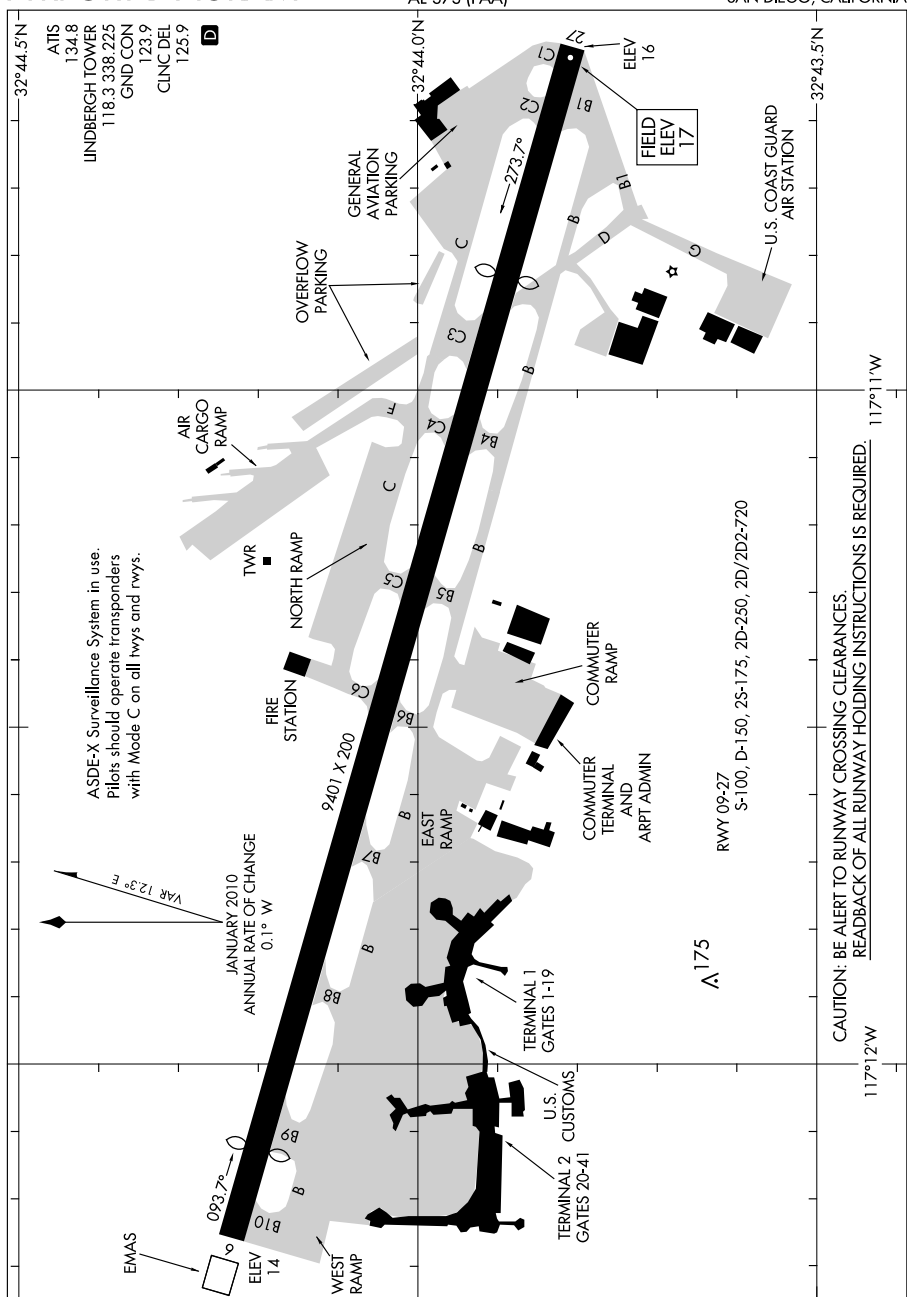 AL-373 (FAA)
SAN DIEGO, CALIFORNIA
ATIS
134.8
LINDBERGH TOWER
118.3 338.225
GND CON
123.9
CLNC DEL
125.9
D
32°44.5'N
32°44.0'N
32°43.5'N
27
ELEV
16
C1
C2
B1
FIELD
ELEV
17
273.7°
GENERAL
AVIATION
PARKING
B1
B
D
C
G
U.S. COAST GUARD
AIR STATION
OVERFLOW
PARKING
C3
B
117°11'W
F
C4
B4
AIR
CARGO
RAMP
C
B
TWR
NORTH RAMP
C5
B5
ASDE-X Surveillance System in use.
Pilots should operate transponders
with Mode C on all twys and rwys.
FIRE
STATION
C6
B6
COMMUTER
RAMP
9401 X 200
B
EAST
RAMP
B7
COMMUTER
TERMINAL
AND
ARPT ADMIN
RWY 09-27
S-100, D-150, 2S-175, 2D-250, 2D/2D2-720
VAR 12.3° E
JANUARY 2010
ANNUAL RATE OF CHANGE
0.1° W
B
B8
175
TERMINAL 1
GATES 1-19
U.S.
CUSTOMS
117°12'W
B9
B
093.7°
B10
TERMINAL 2
GATES 20-41
9
ELEV
14
EMAS
WEST
RAMP
CAUTION: BE ALERT TO RUNWAY CROSSING CLEARANCES.
READBACK OF ALL RUNWAY HOLDING INSTRUCTIONS IS REQUIRED.